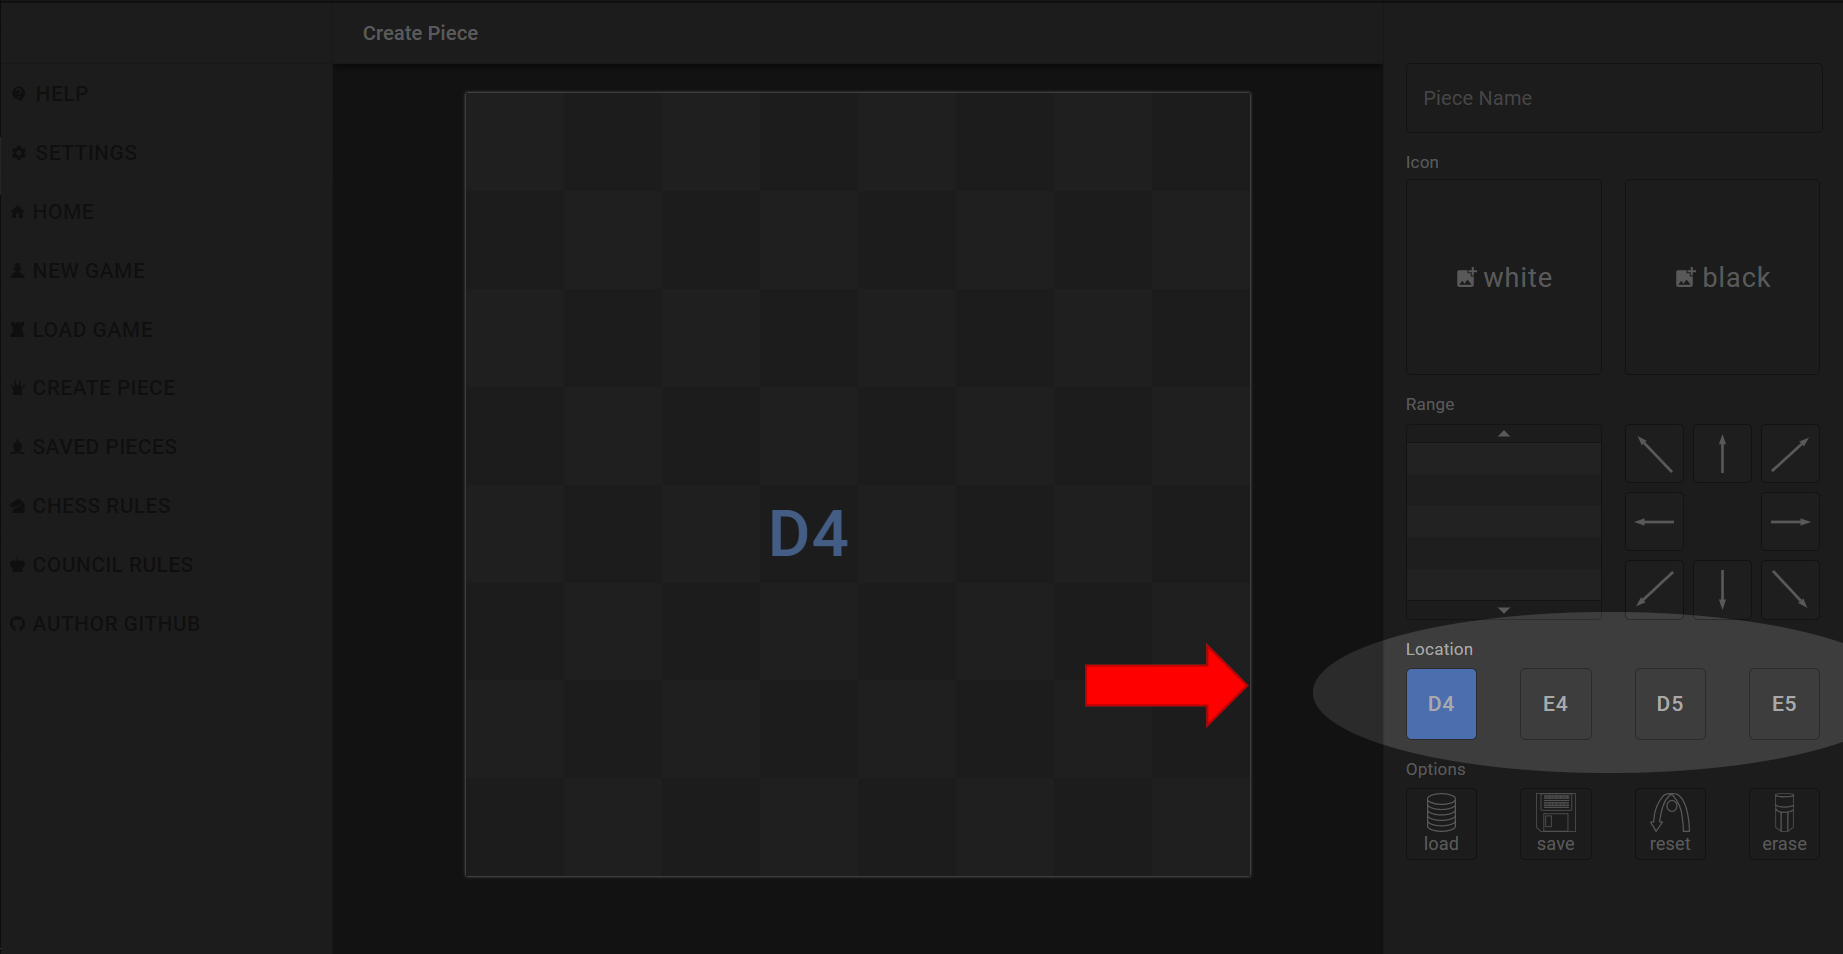 Create Piece
HELP
SETTINGS
HOME
NEW GAME
LOAD GAME
CREATE PIECE
SAVED PIECES
CHESS RULES
COUNCIL RULES
AUTHOR GITHUB
D4
Piece Name
Icon
white black
Range
Location
D4 E4 D5 E5
Options
load save reset erase